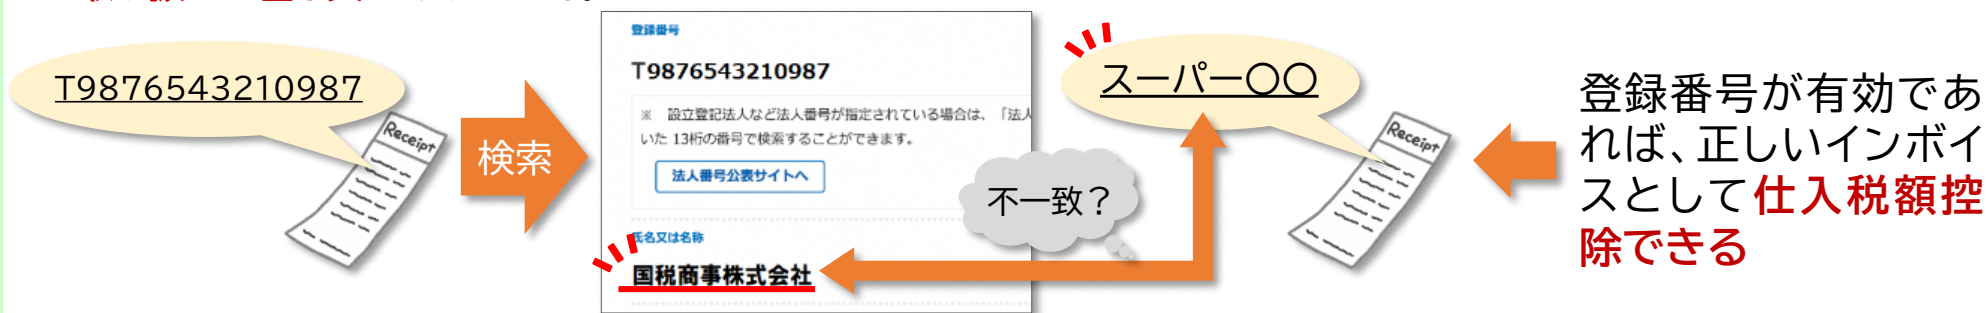 T9876543210987
Receipt
検索
登録番号
T9876543210987
※ 設立登記法人など法人番号が指定されている場合は、「法人
いた 13桁の番号で検索することができます。
法人番号公表サイトへ
氏名又は名称
国税商事株式会社
不一致？
スーパー〇〇
Receipt
登録番号が有効であ
れば、正しいインボイ
スとして仕入税額控
除できる